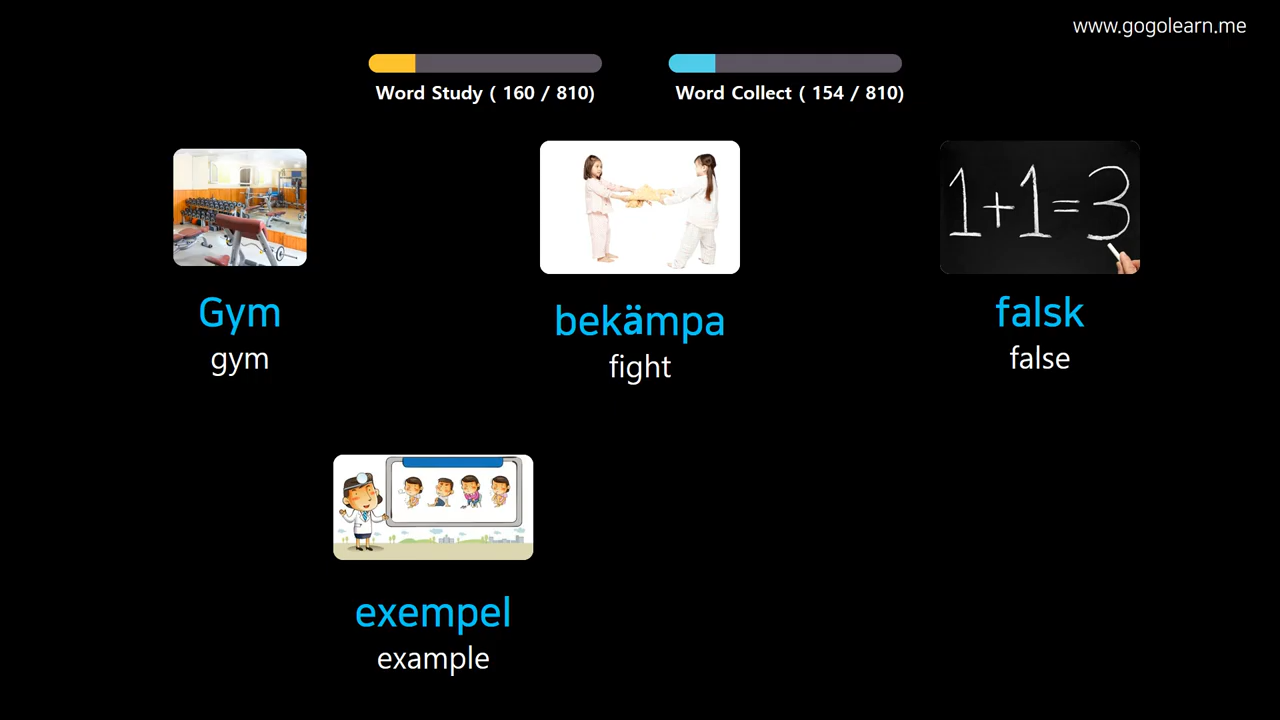 www.gogolearn.me
Word Study ( 160 / 810)
Word Collect ( 154 / 810)
1+1=3
Gym
gym
bekämpa
fight
falsk
false
exempel
example